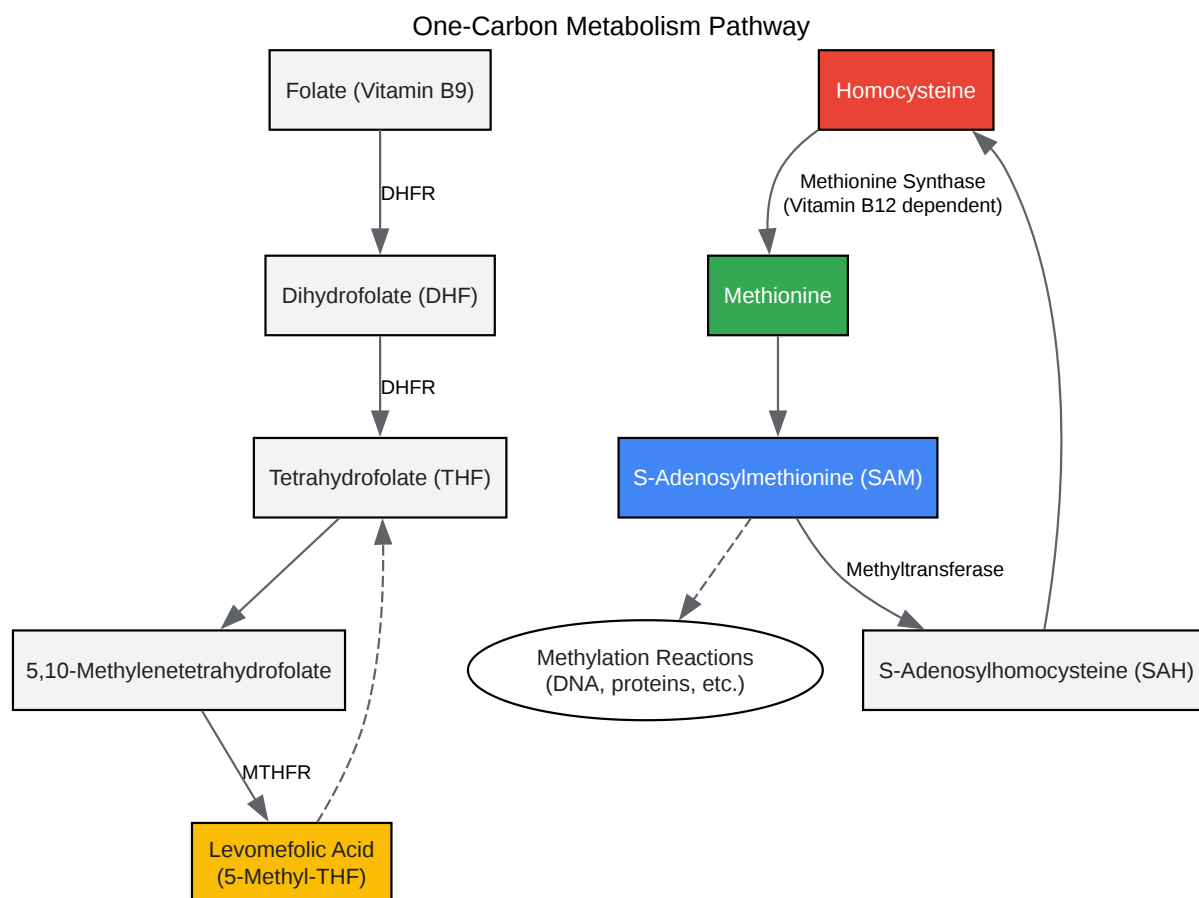 One-Carbon Metabolism Pathway
Folate (Vitamin B9)
Homocysteine
DHFR
Methionine Synthase
(Vitamin B12 dependent)
Dihydrofolate (DHF)
Methionine
DHFR
Tetrahydrofolate (THF)
S-Adenosylmethionine (SAM)
Methyltransferase
5,10-Methylenetetrahydrofolate
Methylation Reactions
(DNA, proteins, etc.)
S-Adenosylhomocysteine (SAH)
MTHFR
Levomefolic Acid
(5-Methyl-THF)